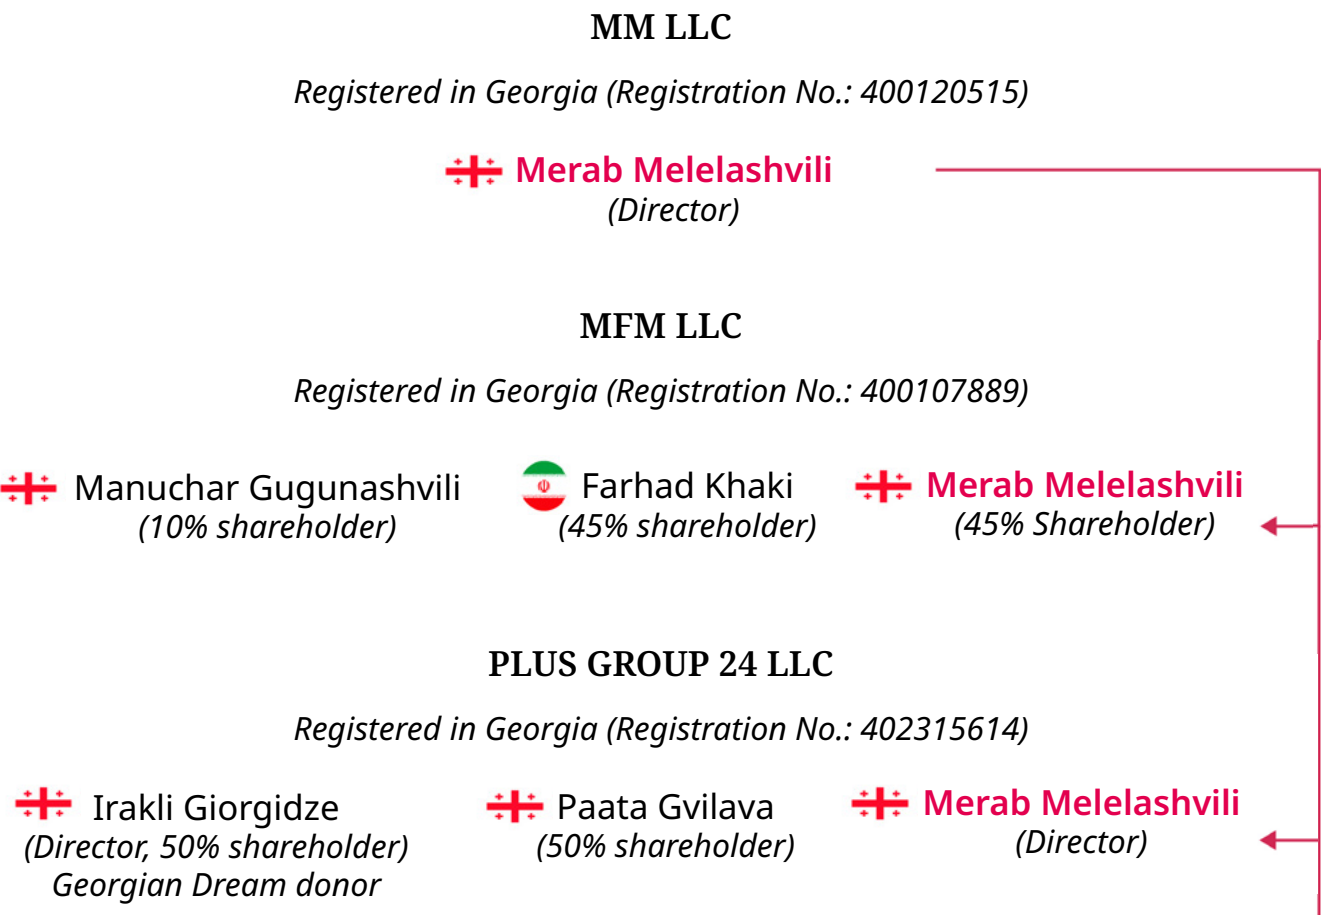 MM LLC
Registered in Georgia (Registration No.: 400120515)
Merab Melelashvili
(Director)
MFM LLC
Registered in Georgia (Registration No.: 400107889)
Manuchar Gugunashvili
(10% shareholder)
Farhad Khaki
(45% shareholder)
Merab Melelashvili
(45% Shareholder)
PLUS GROUP 24 LLC
Registered in Georgia (Registration No.: 402315614)
Irakli Giorgidze
(Director, 50% shareholder)
Georgian Dream donor
Paata Gvilava
(50% shareholder)
Merab Melelashvili
(Director)